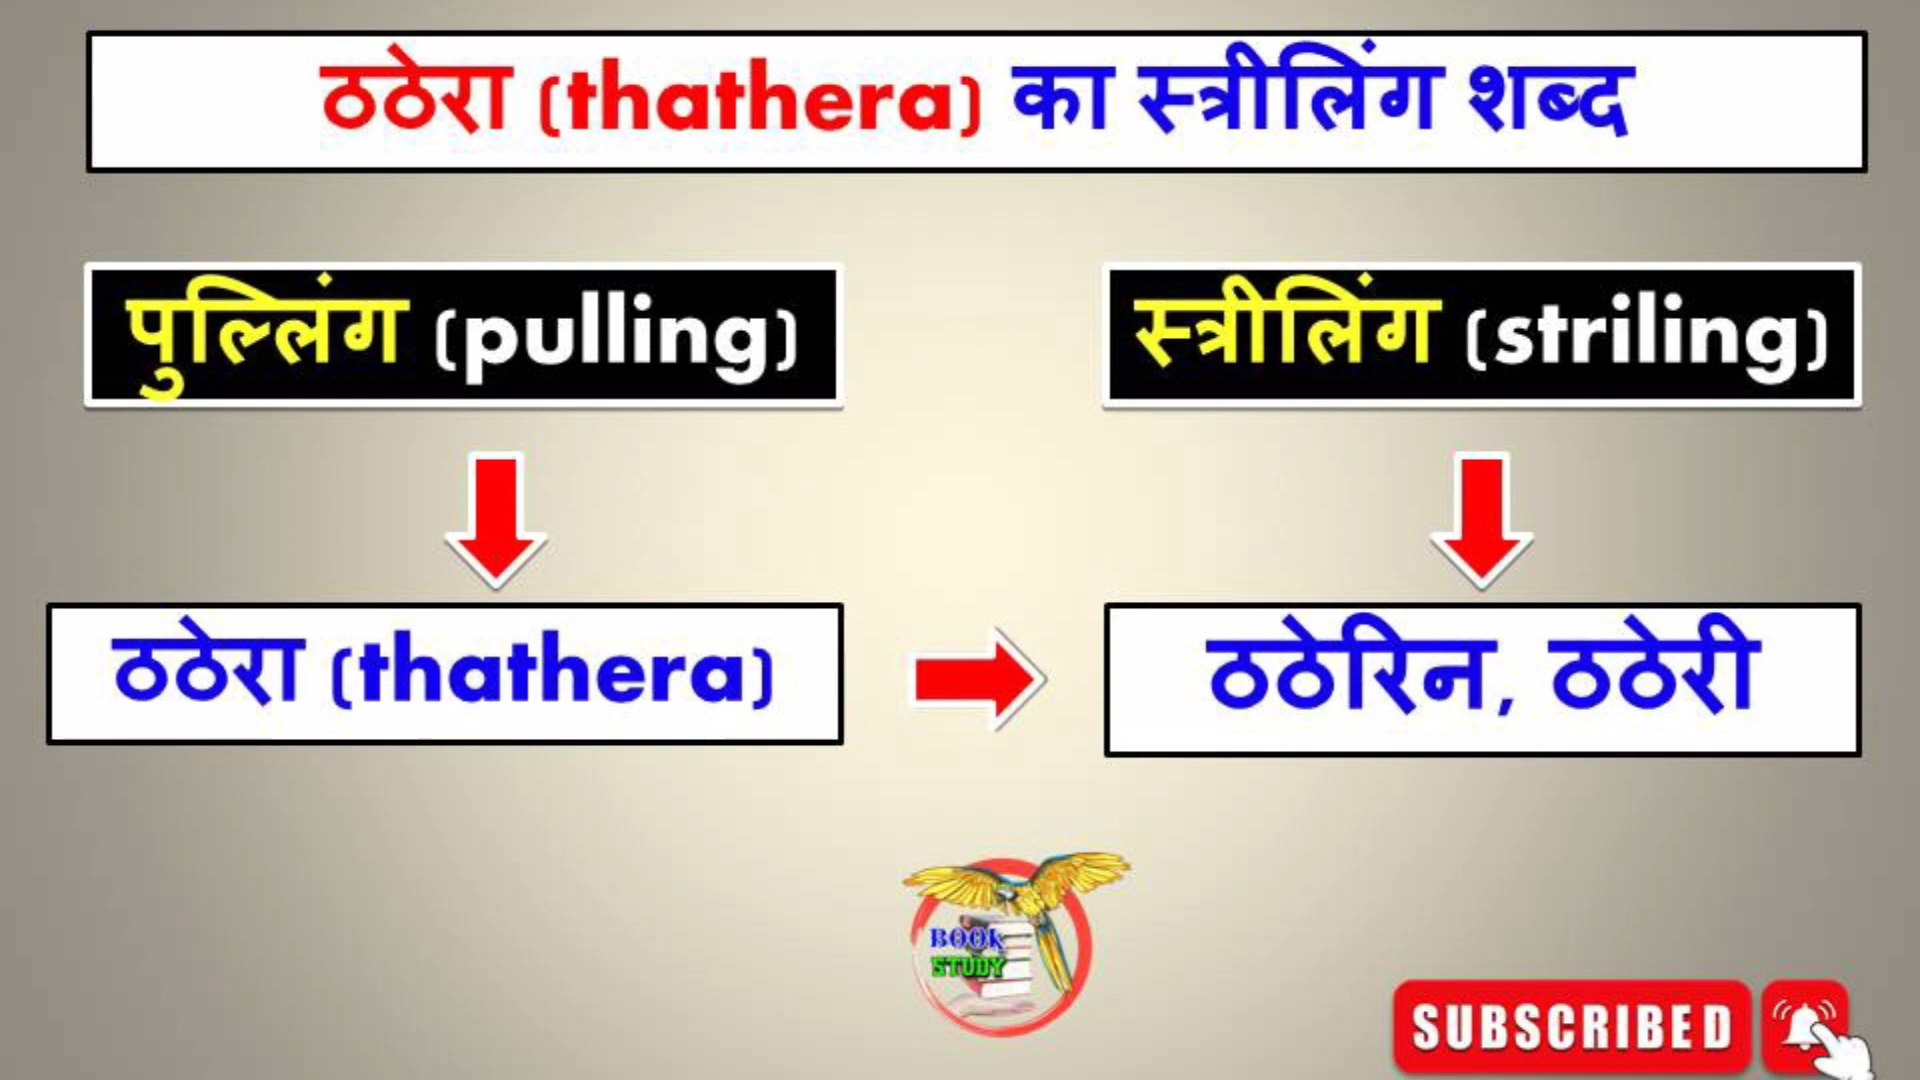 ठठेरा (thathera) का स्त्रीलिंग शब्द
पुल्लिंग (pulling)
स्त्रीलिंग (striling)
ठठेरा (thathera)
ठठेरिन, ठठेरी
BOOK
STUDY
SUBSCRIBED